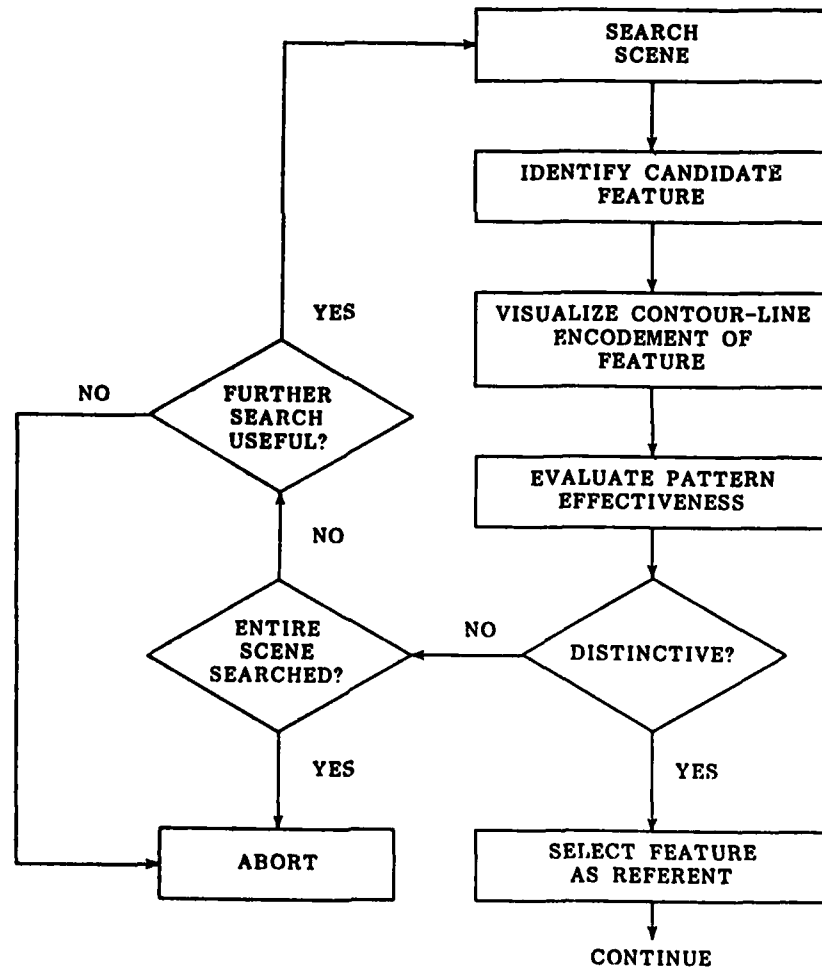 SEARCH
SCENE
IDENTIFY CANDIDATE
FEATURE
VISUALIZE CONTOUR-LINE
ENCODEMENT OF
FEATURE
EVALUATE PATTERN
EFFECTIVENESS
DISTINCTIVE?
NO
YES
SELECT FEATURE
AS REFERENT
CONTINUE
ENTIRE
SCENE
SEARCHED?
NO
YES
ABORT
FURTHER
SEARCH
USEFUL?
YES
NO